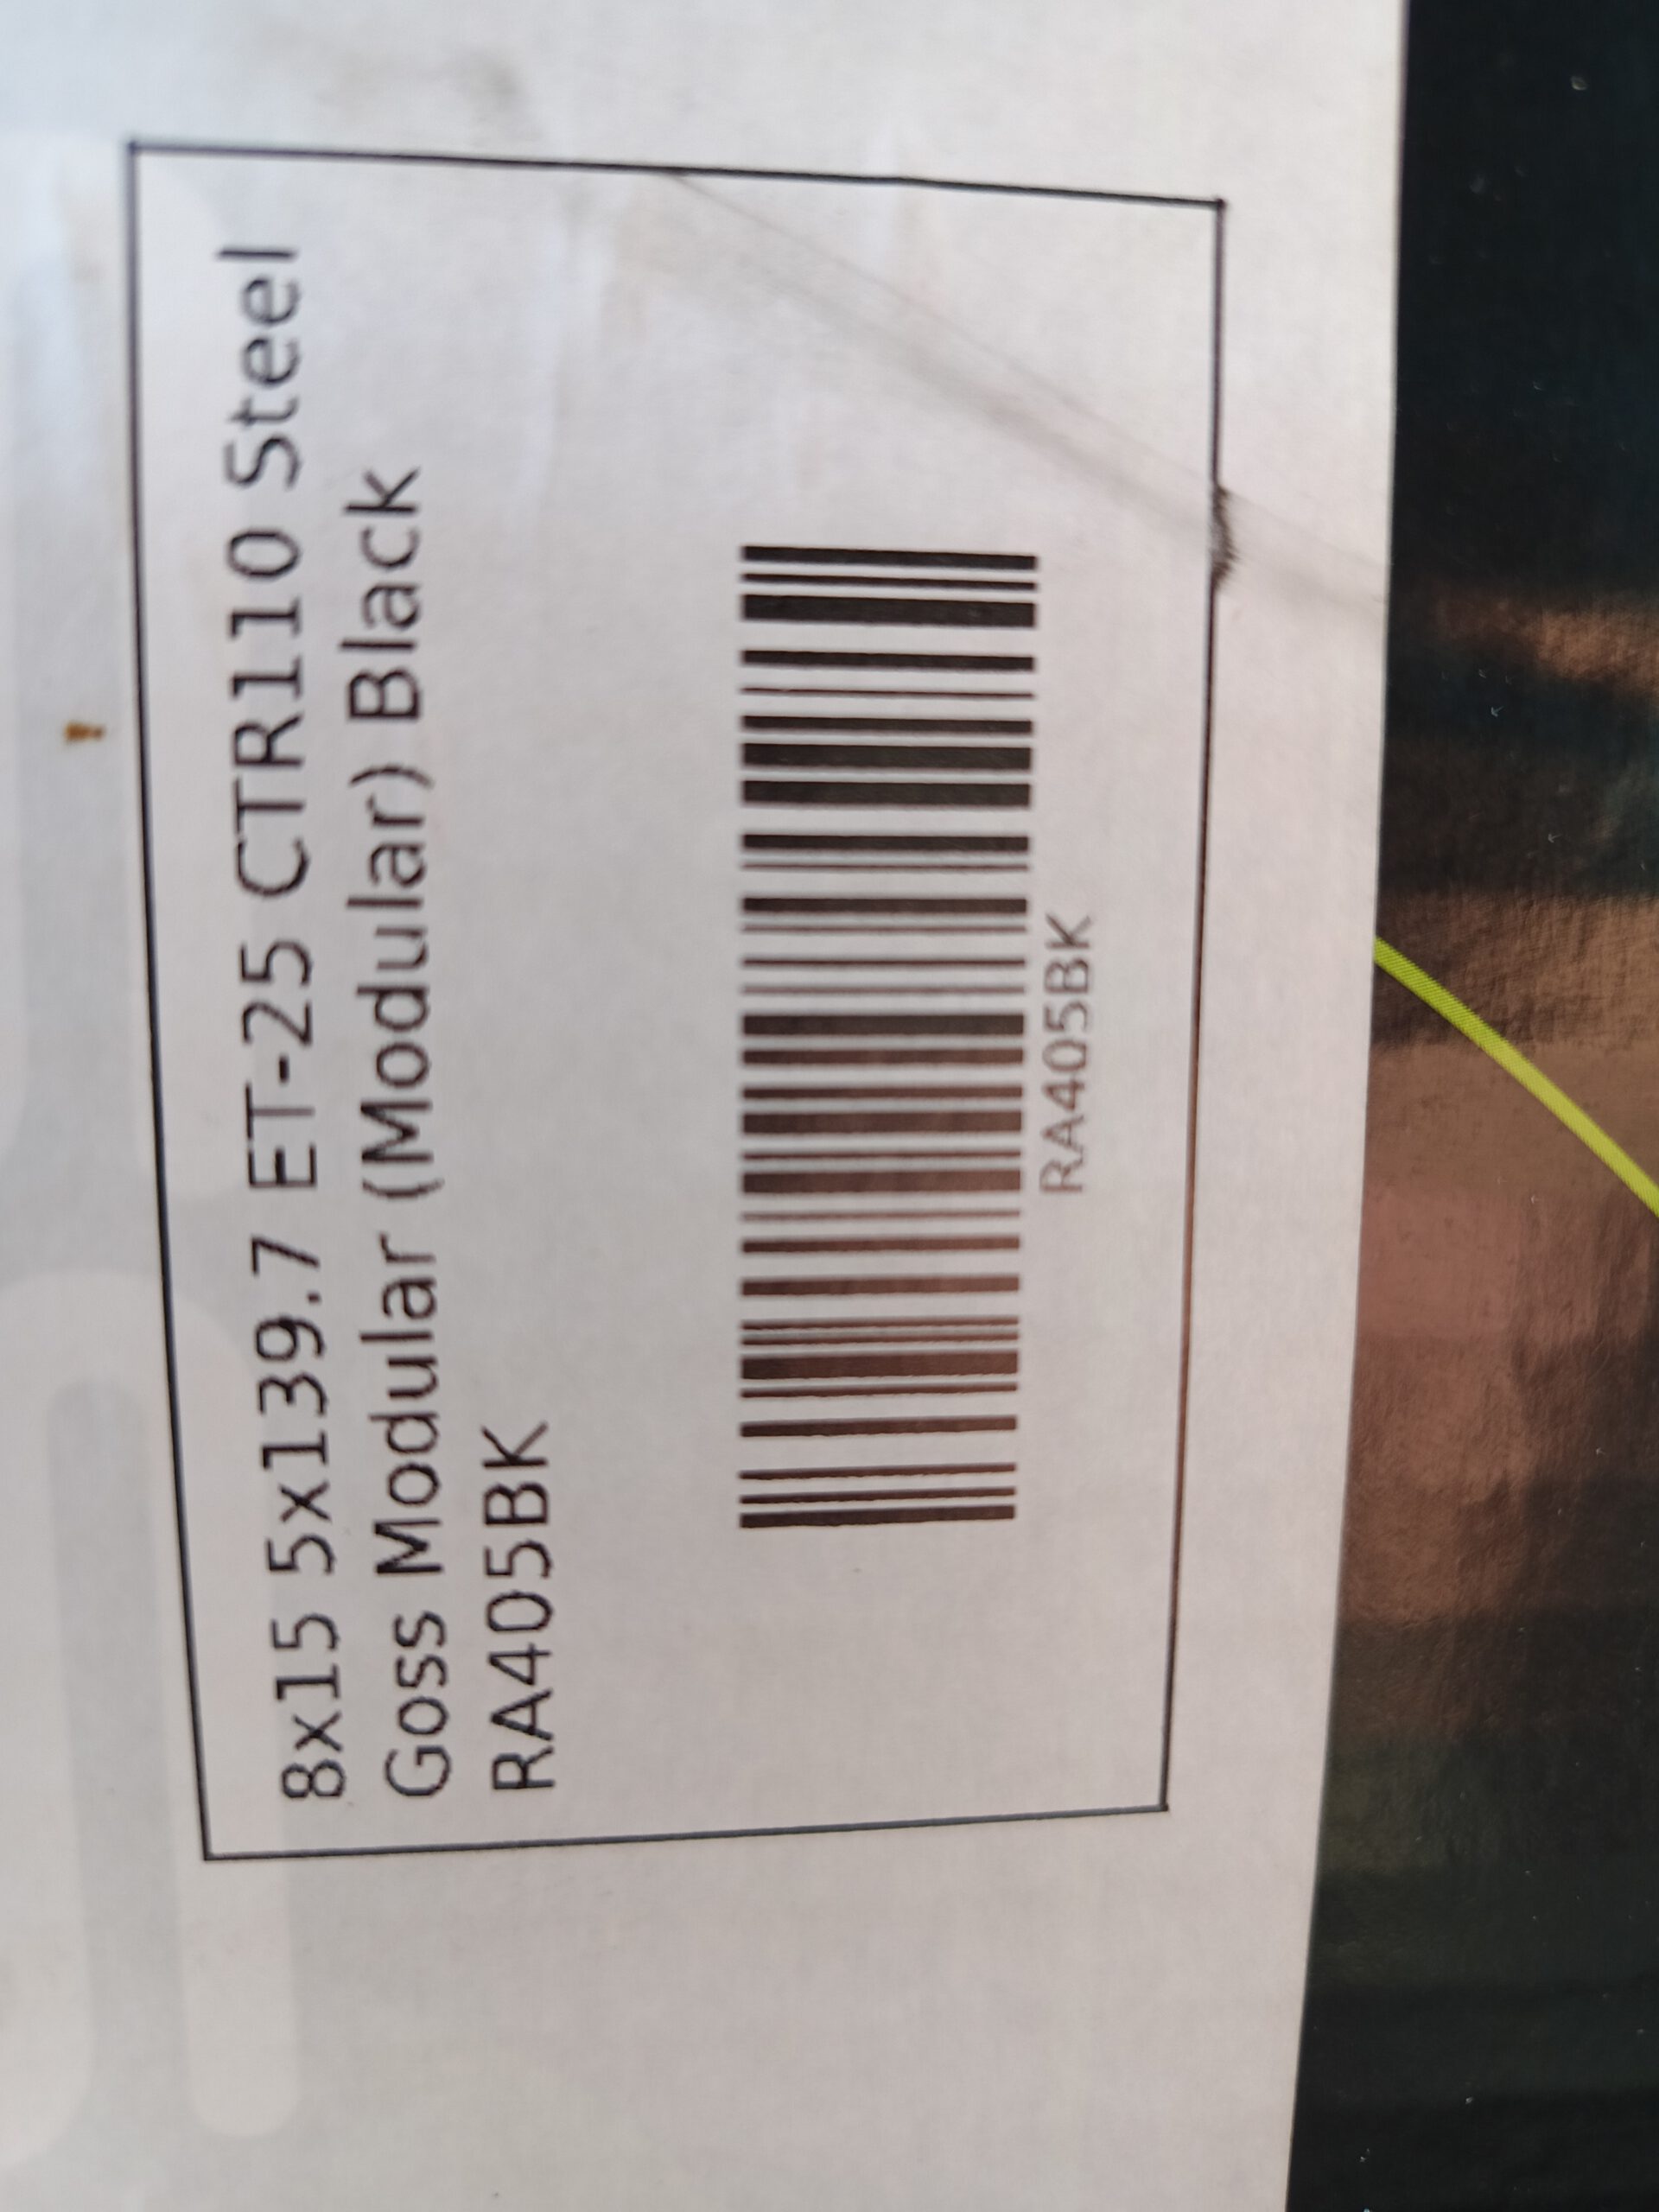 8x15 5x139.7 ET-25 CTR110 Steel
Goss Modular (Modular) Black
RA405BK
RA405BK